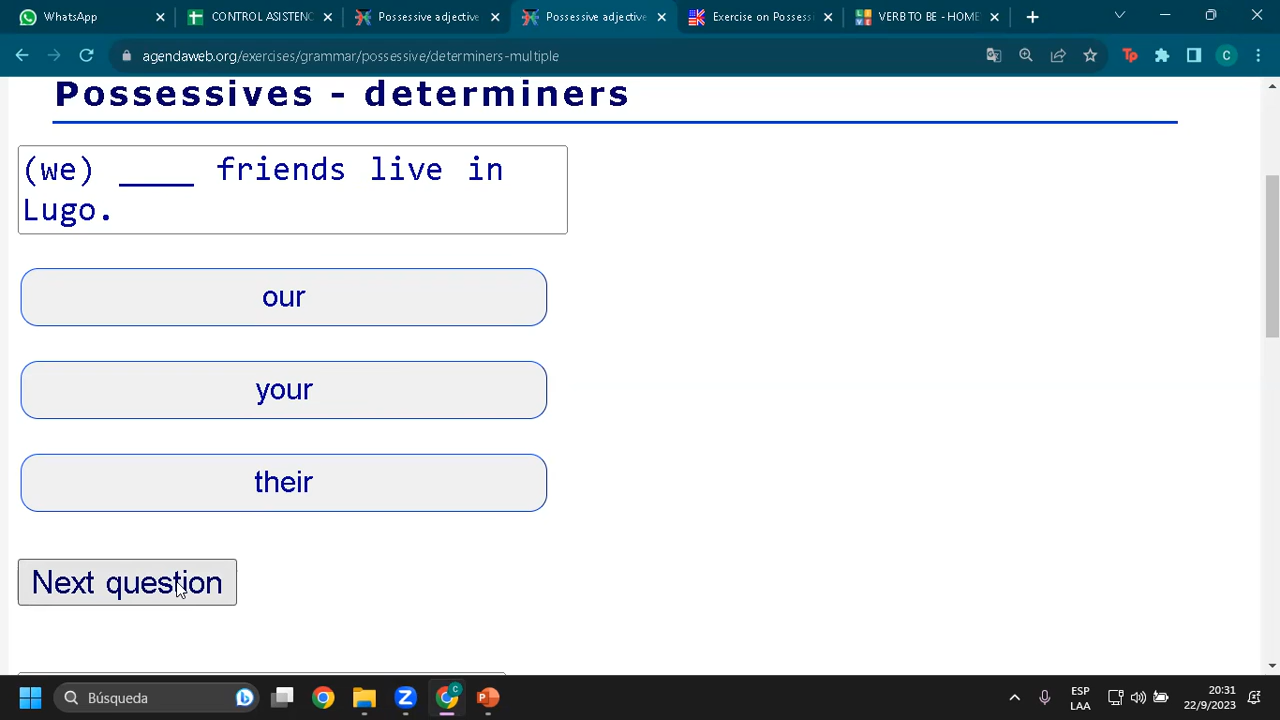 WhatsApp
CONTROL ASISTENC
Possessive adjective
Possessive adjective
Exercise on Possess
VERB TO BE - HOME
agendaweb.org/exercises/grammar/possessive/determiners-multiple
Tp
C
Possessives - determiners
(we) ____ friends live in
Lugo.
our
your
their
Next question
Búsqueda
C
ESP
LAA
20:31
22/9/2023